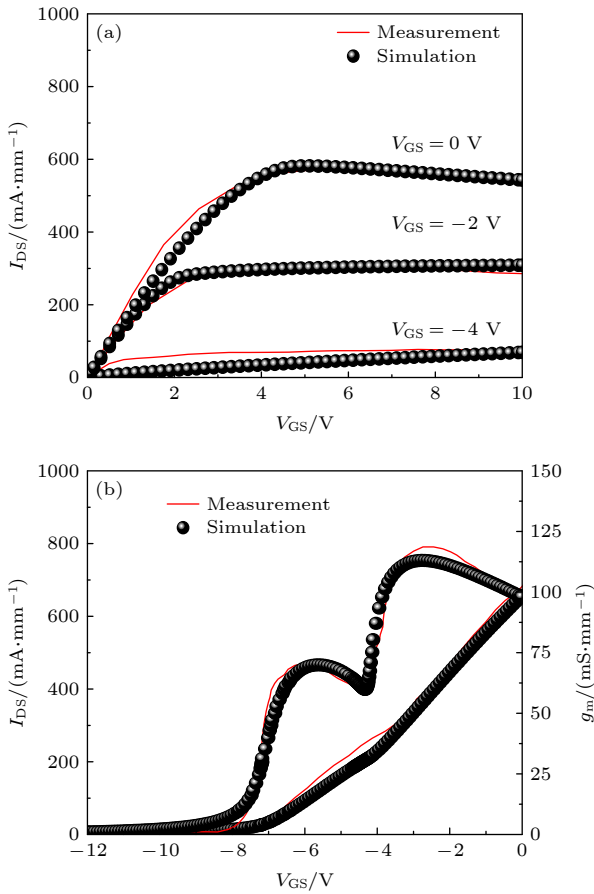 (a)
Measurement
Simulation
V_GS = 0 V
V_GS = −2 V
V_GS = −4 V
1000
800
600
400
200
0
I_DS/(mA·mm⁻¹)
0 2 4 6 8 10
V_GS/V
(b)
Measurement
Simulation
1000
800
600
400
200
0
I_DS/(mA·mm⁻¹)
150
125
100
75
50
25
0
g_m/(mS·mm⁻¹)
−12 −10 −8 −6 −4 −2 0
V_GS/V